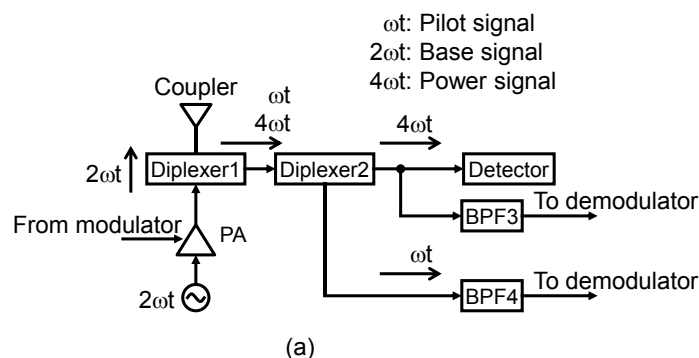 ωt: Pilot signal
2ωt: Base signal
4ωt: Power signal
Coupler
ωt
4ωt
4ωt
2ωt
Diplexer1
Diplexer2
Detector
To demodulator
BPF3
From modulator
PA
ωt
To demodulator
BPF4
2ωt
(a)